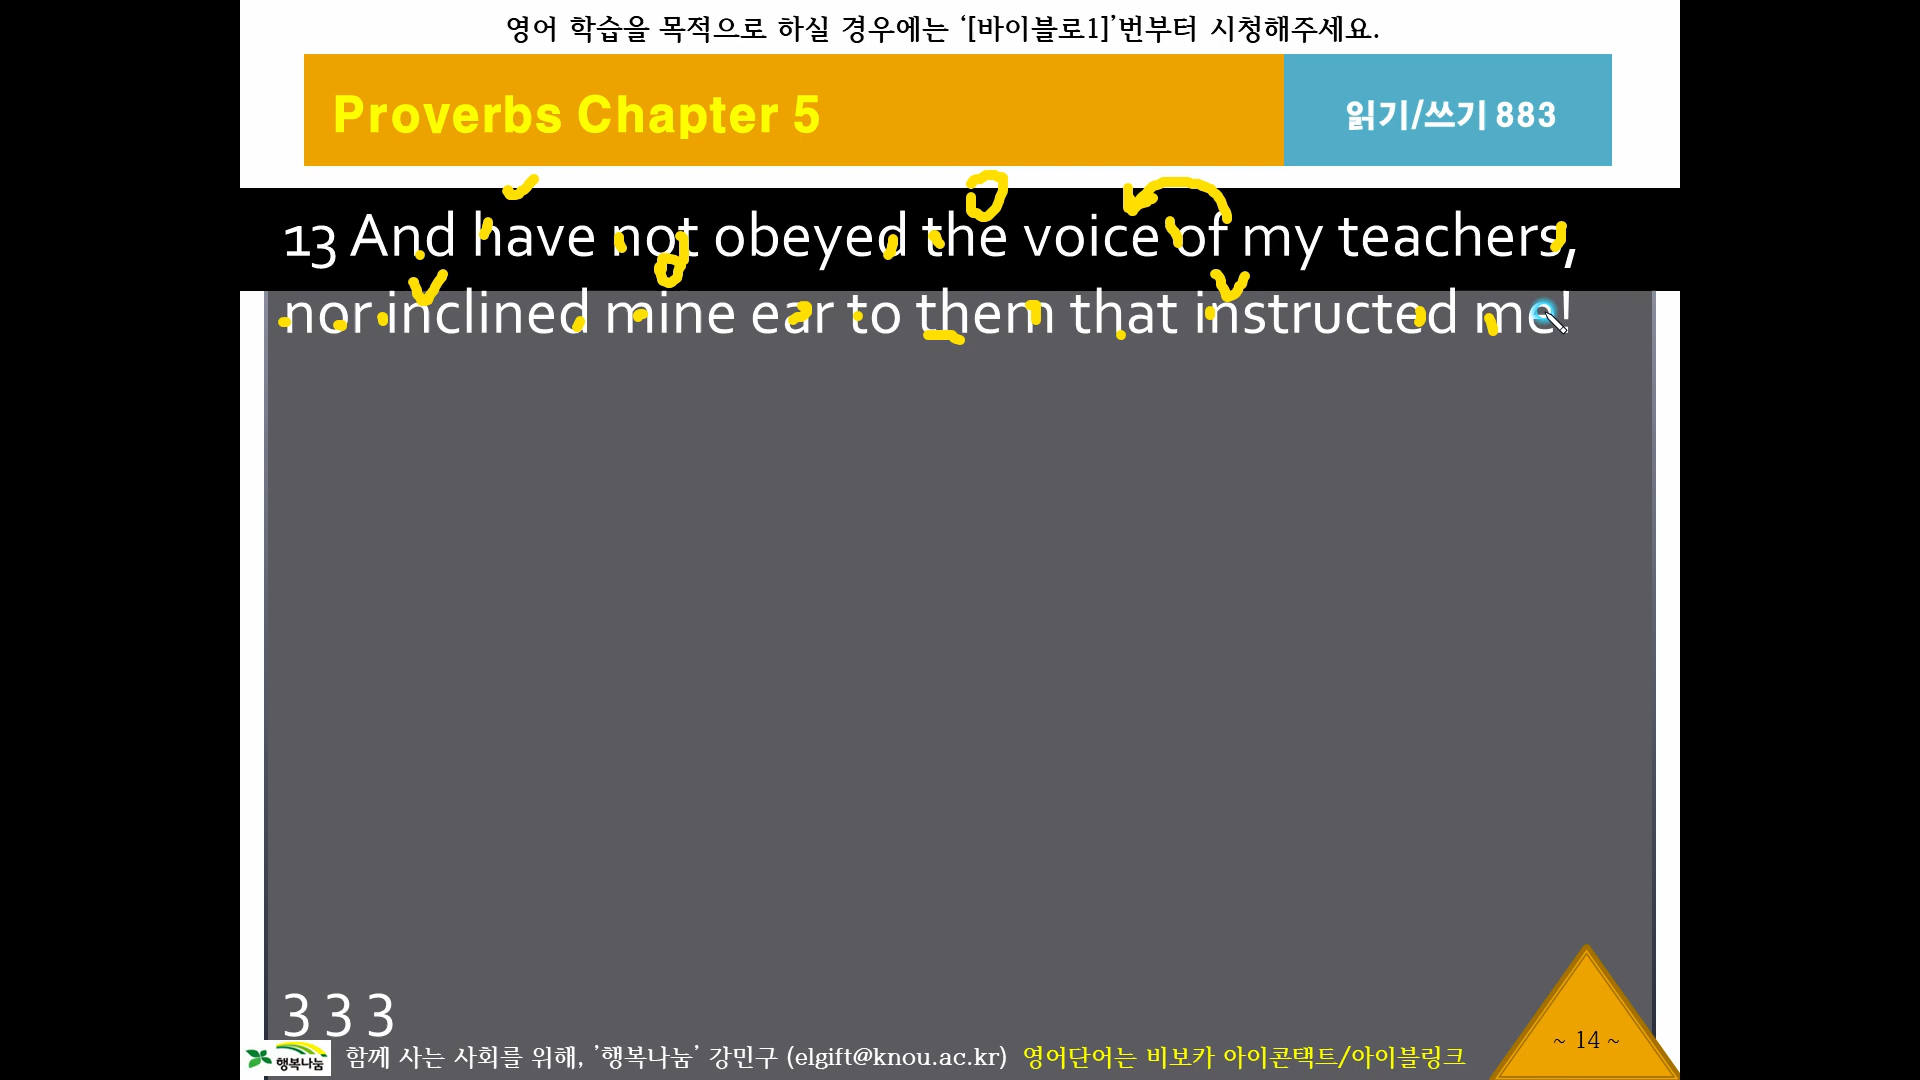 영어 학습을 목적으로 하실 경우에는 ‘[바이블로1]’번부터 시청해주세요.
Proverbs Chapter 5
읽기/쓰기 883
13 And have not obeyed the voice of my teachers,
nor inclined mine ear to them that instructed me!
3 3 3
행복나눔
함께 사는 사회를 위해, ’행복나눔’ 강민구 (elgift@knou.ac.kr) 영어단어는 비보카 아이콘택트/아이블링크
~ 14 ~